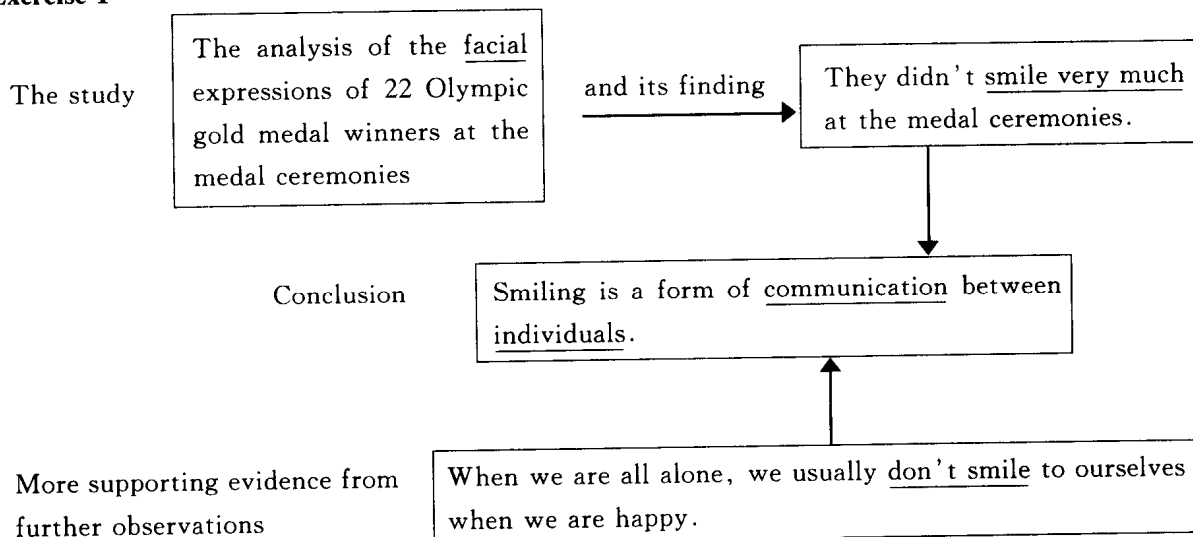 The study
The analysis of the facial
expressions of 22 Olympic
gold medal winners at the
medal ceremonies
and its finding
They didn't smile very much
at the medal ceremonies.
Conclusion
Smiling is a form of communication between
individuals.
More supporting evidence from
further observations
When we are all alone, we usually don't smile to ourselves
when we are happy.